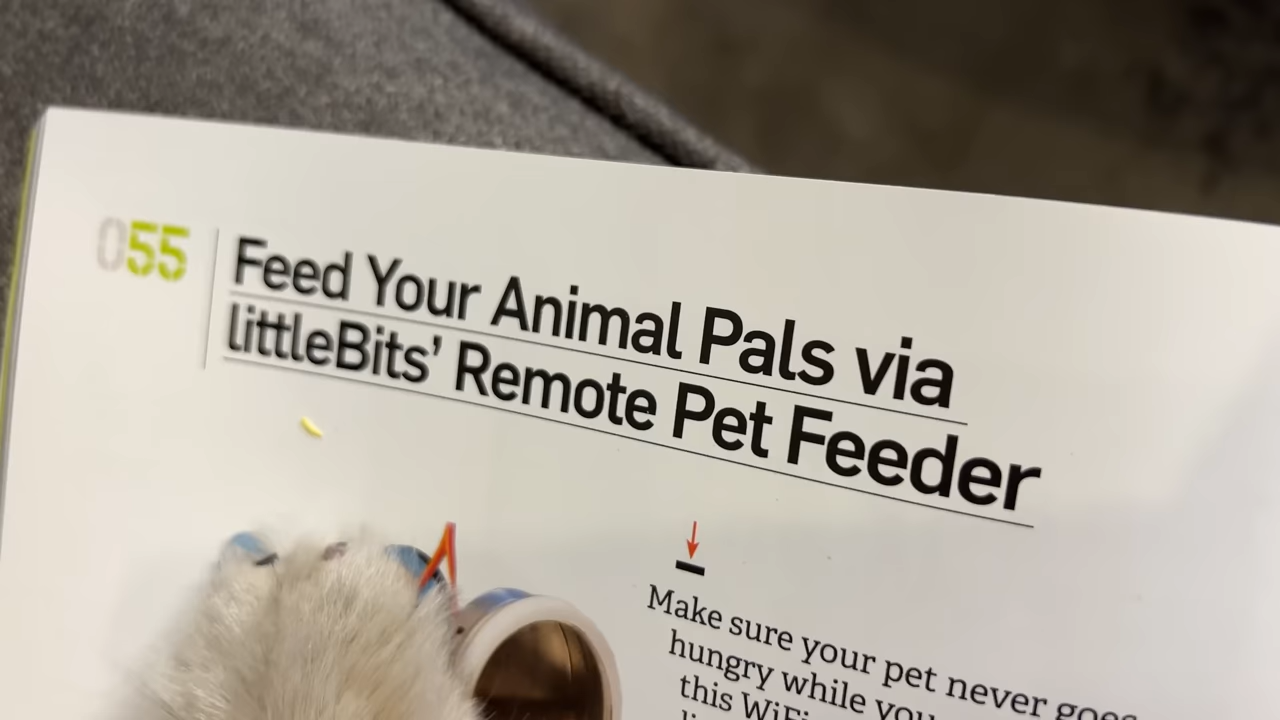 055
Feed Your Animal Pals via
littleBits’ Remote Pet Feeder
Make sure your pet never goes
hungry while you
this WiFi